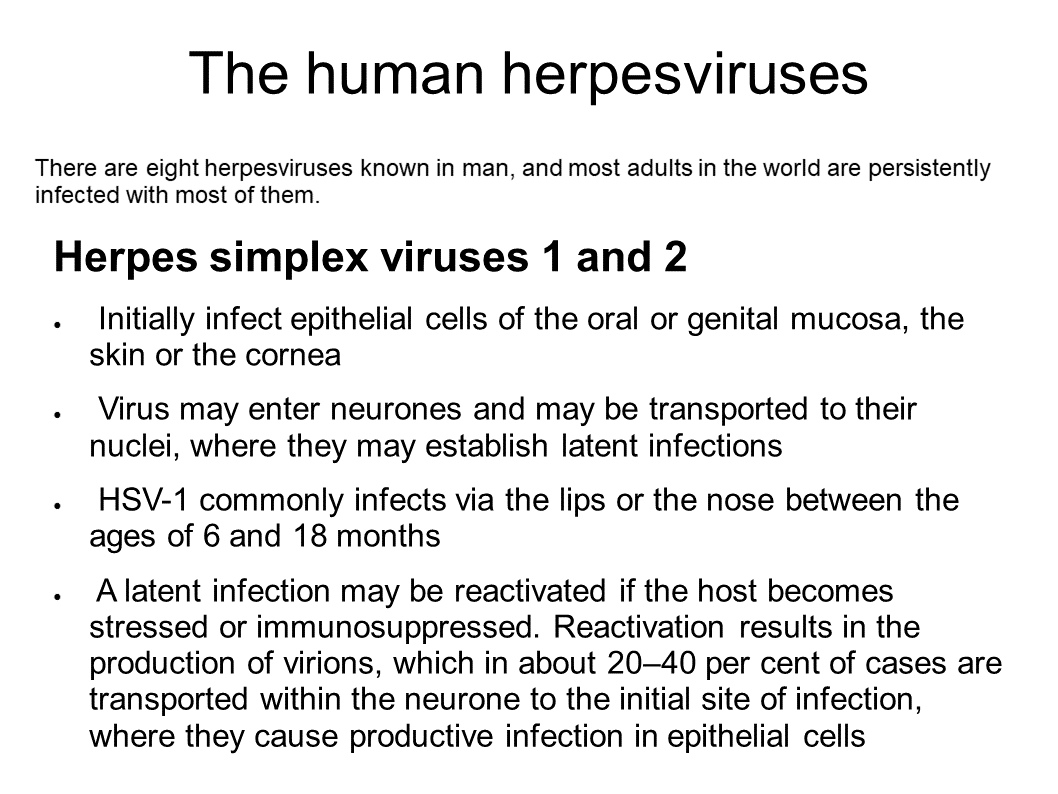 The human herpesviruses
There are eight herpesviruses known in man, and most adults in the world are persistently
infected with most of them.
Herpes simplex viruses 1 and 2
● Initially infect epithelial cells of the oral or genital mucosa, the
skin or the cornea
● Virus may enter neurones and may be transported to their
nuclei, where they may establish latent infections
● HSV-1 commonly infects via the lips or the nose between the
ages of 6 and 18 months
● A latent infection may be reactivated if the host becomes
stressed or immunosuppressed. Reactivation results in the
production of virions, which in about 20–40 per cent of cases are
transported within the neurone to the initial site of infection,
where they cause productive infection in epithelial cells